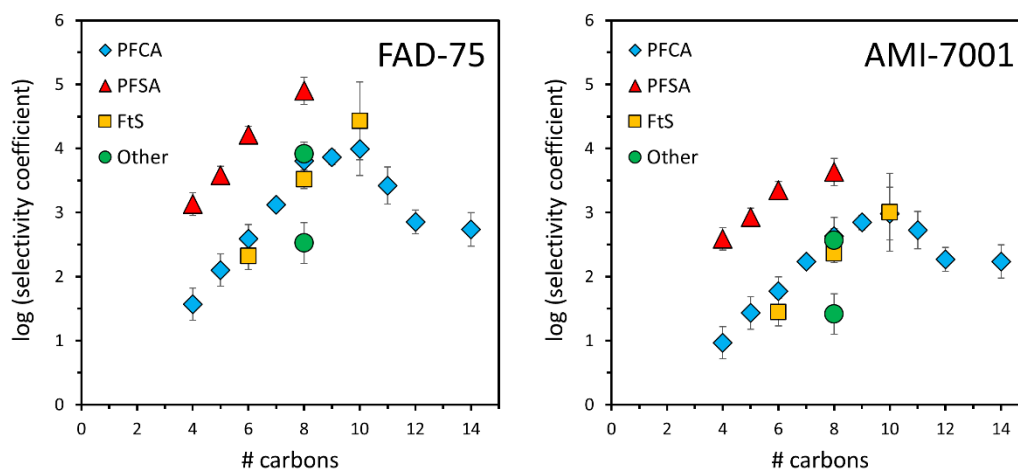 FAD-75
PFCA
PFSA
FtS
Other
log (selectivity coefficient)
6
5
4
3
2
1
0
0 2 4 6 8 10 12 14
# carbons
AMI-7001
PFCA
PFSA
FtS
Other
log (selectivity coefficient)
6
5
4
3
2
1
0
0 2 4 6 8 10 12 14
# carbons